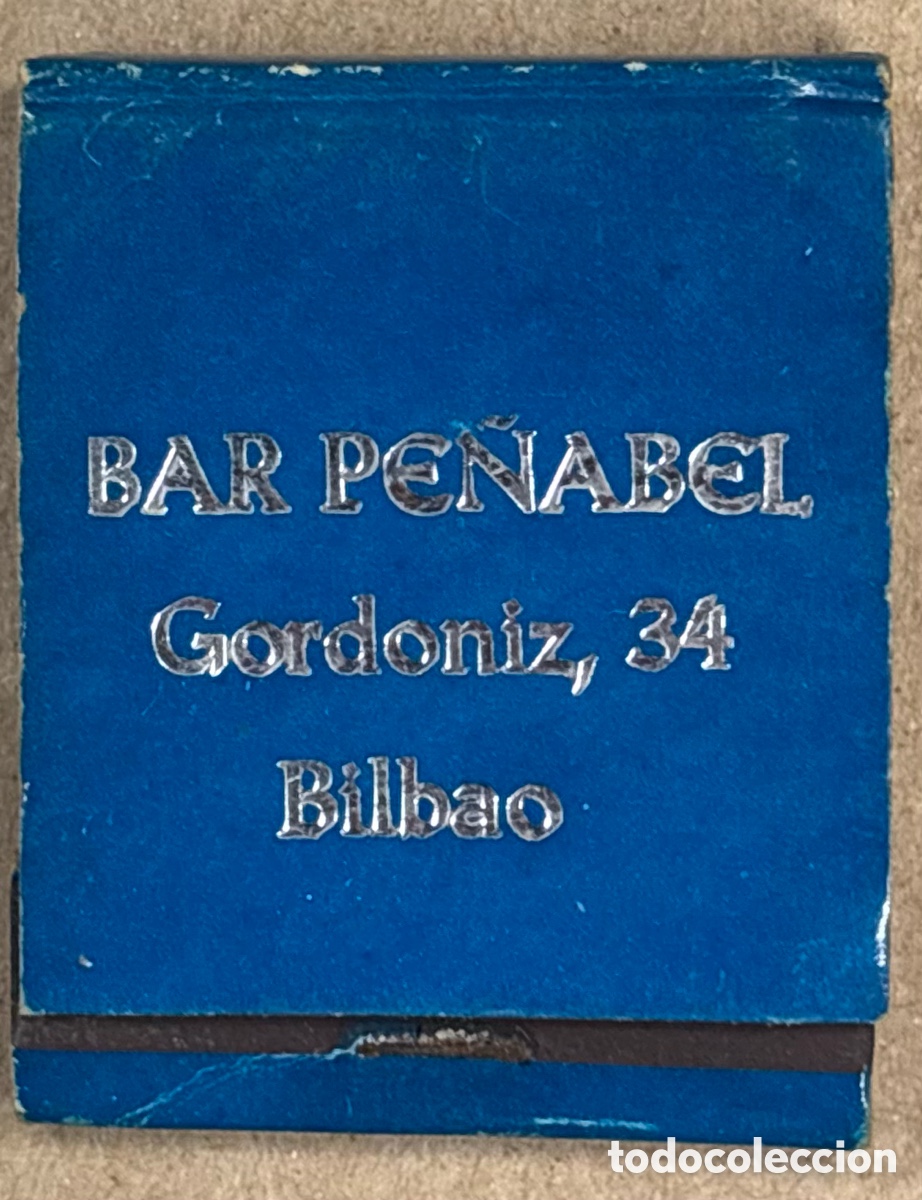 BAR PEÑABEL
Gordoniz, 34
Bilbao
todocoleccion